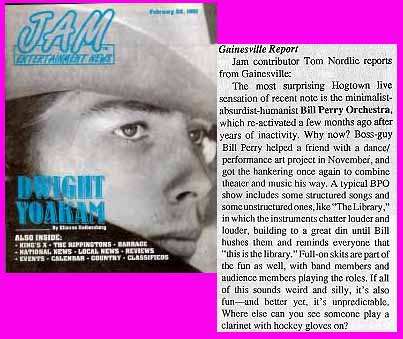 February 28, 1992
JAM
ENTERTAINMENT NEWS
DWIGHT
YOAKAM
ALSO INSIDE:
• KING'S X • THE RIPPINGTONS • BARRAGE
• NATIONAL NEWS • LOCAL NEWS • REVIEWS
• EVENTS • CALENDAR • COUNTRY • CLASSIFIEDS
Gainesville Report
Jam contributor Tom Nordlic reports
from Gainesville:
The most surprising Hogtown live
sensation of recent note is the minimalist-
absurdist-humanist Bill Perry Orchestra,
which re-activated a few months ago after
years of inactivity. Why now? Boss-guy
Bill Perry helped a friend with a dance/
performance art project in November, and
got the hankering once again to combine
theater and music his way. A typical BPO
show includes some structured songs and
some unstructured ones, like "The Library,"
in which the instruments chatter louder and
louder, building to a great din until Bill
hushes them and reminds everyone that
"this is the library." Full-on skits are part of
the fun as well, with band members and
audience members playing the roles. If all
of this sounds weird and silly, it's also
fun—and better yet, it's unpredictable.
Where else can you see someone play a
clarinet with hockey gloves on?